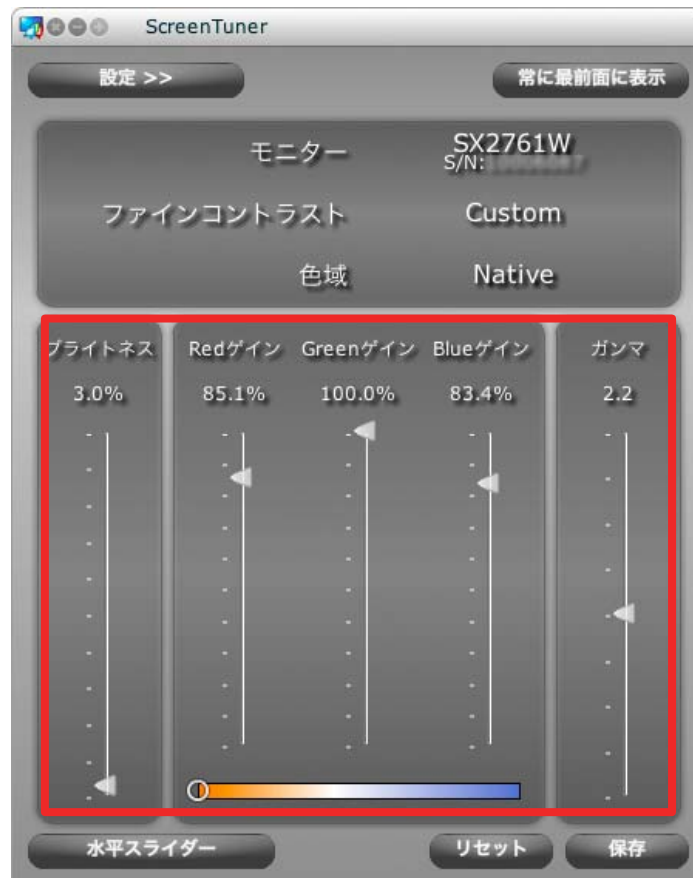 ScreenTuner
設定 >>
常に最前面に表示
モニター SX2761W
S/N:
ファインコントラスト Custom
色域 Native
ブライトネス Redゲイン Greenゲイン Blueゲイン ガンマ
3.0% 85.1% 100.0% 83.4% 2.2
水平スライダー
リセット
保存